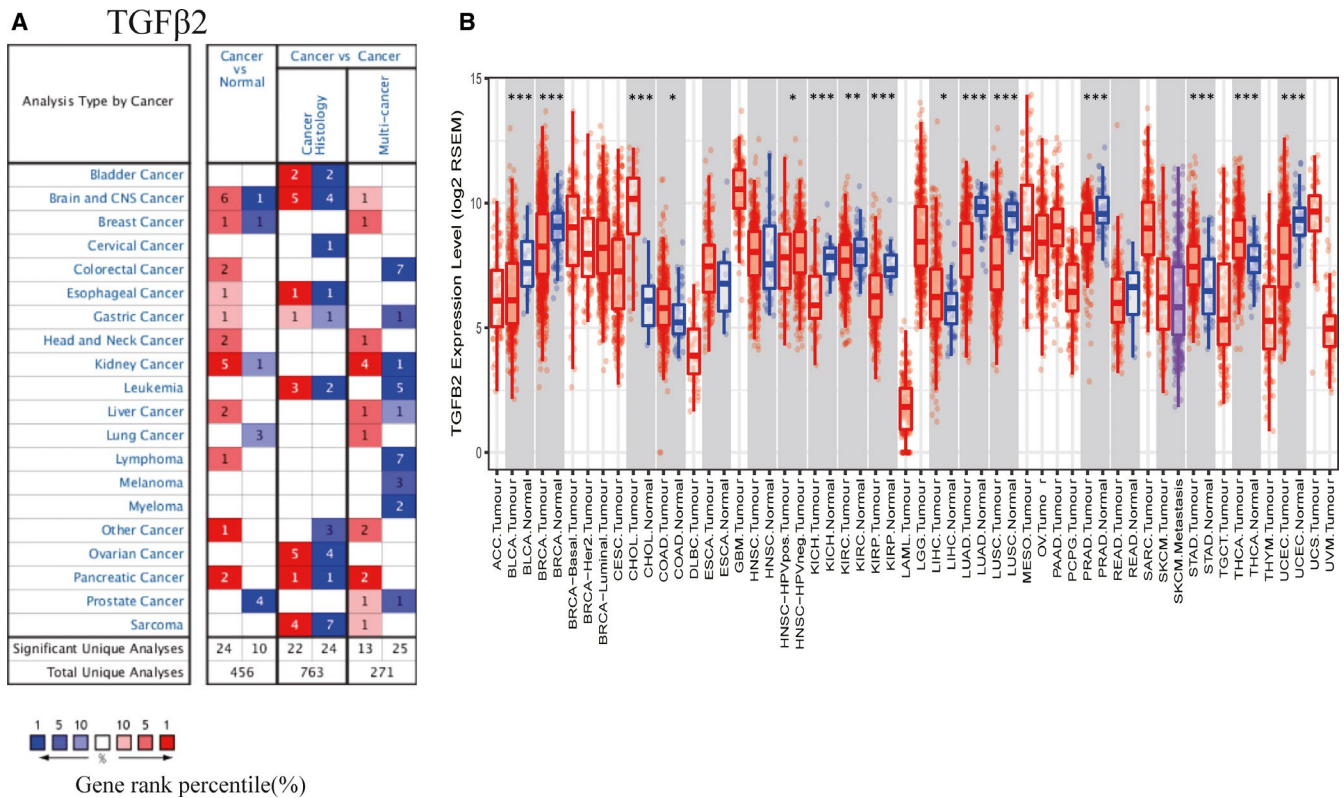 A
TGFβ2
Analysis Type by Cancer
Cancer
vs
Normal
Cancer vs Cancer
Cancer
Histology
Multi-cancer
Bladder Cancer 2 2
Brain and CNS Cancer 6 1 5 4 1
Breast Cancer 1 1 1
Cervical Cancer 1
Colorectal Cancer 2 7
Esophageal Cancer 1 1 1
Gastric Cancer 1 1 1 1
Head and Neck Cancer 2 1
Kidney Cancer 5 1 4 1
Leukemia 3 2 5
Liver Cancer 2 1 1
Lung Cancer 3 1
Lymphoma 1 7
Melanoma 3
Myeloma 2
Other Cancer 1 3 2
Ovarian Cancer 5 4
Pancreatic Cancer 2 1 1 2
Prostate Cancer 4 1 1
Sarcoma 4 7 1
Significant Unique Analyses 24 10 22 24 13 25
Total Unique Analyses 456 763 271
1 5 10 10 5 1
%
Gene rank percentile(%)
B
TGFB2 Expression Level (log2 RSEM)
15
10
5
0
*** *** *** * * *** ** *** * *** *** *** *** *** ***
ACC.Tumour
BLCA.Tumour
BLCA.Normal
BRCA.Tumour
BRCA.Normal
BRCA-Basal.Tumour
BRCA-Her2.Tumour
BRCA-Luminal.Tumour
CESC.Tumour
CHOL.Tumour
CHOL.Normal
COAD.Tumour
COAD.Normal
DLBC.Tumour
ESCA.Tumour
ESCA.Normal
GBM.Tumour
HNSC.Tumour
HNSC.Normal
HNSC-HPVpos.Tumour
HNSC-HPVneg.Tumour
KICH.Tumour
KICH.Normal
KIRC.Tumour
KIRC.Normal
KIRP.Tumour
KIRP.Normal
LAML.Tumour
LGG.Tumour
LIHC.Tumour
LIHC.Normal
LUAD.Tumour
LUAD.Normal
LUSC.Tumour
LUSC.Normal
MESO.Tumour
OV.Tumo r
PAAD.Tumour
PCPG.Tumour
PRAD.Tumour
PRAD.Normal
READ.Tumour
READ.Normal
SARC.Tumour
SKCM.Tumour
SKCM.Metastasis
STAD.Tumour
STAD.Normal
TGCT.Tumour
THCA.Tumour
THCA.Normal
THYM.Tumour
UCEC.Tumour
UCEC.Normal
UCS.Tumour
UVM.Tumour